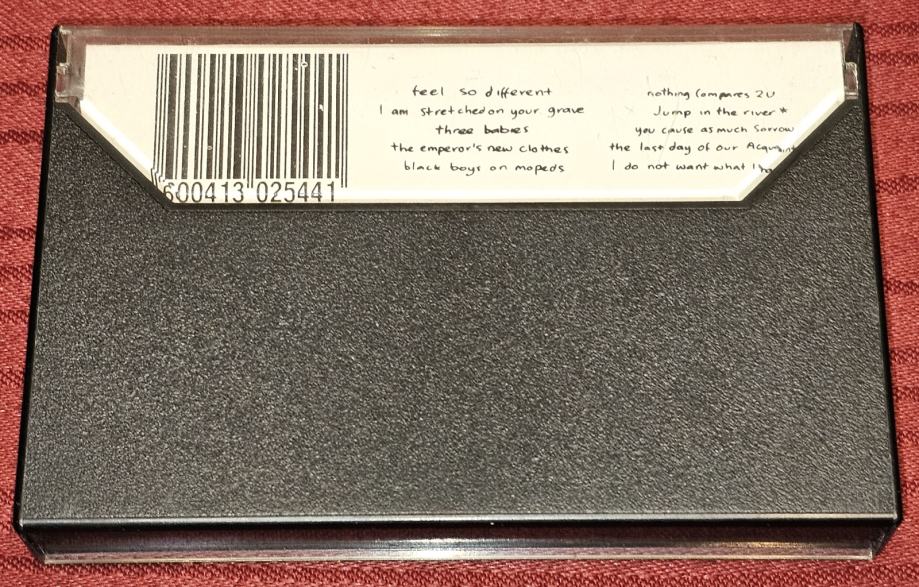 feel so different
I am stretched on your grave
three babies
the emperor's new clothes
black boys on mopeds
nothing Compares 2U
Jump in the river*
you cause as much Sorrow
the last day of our
I do not want what I
600413 025441